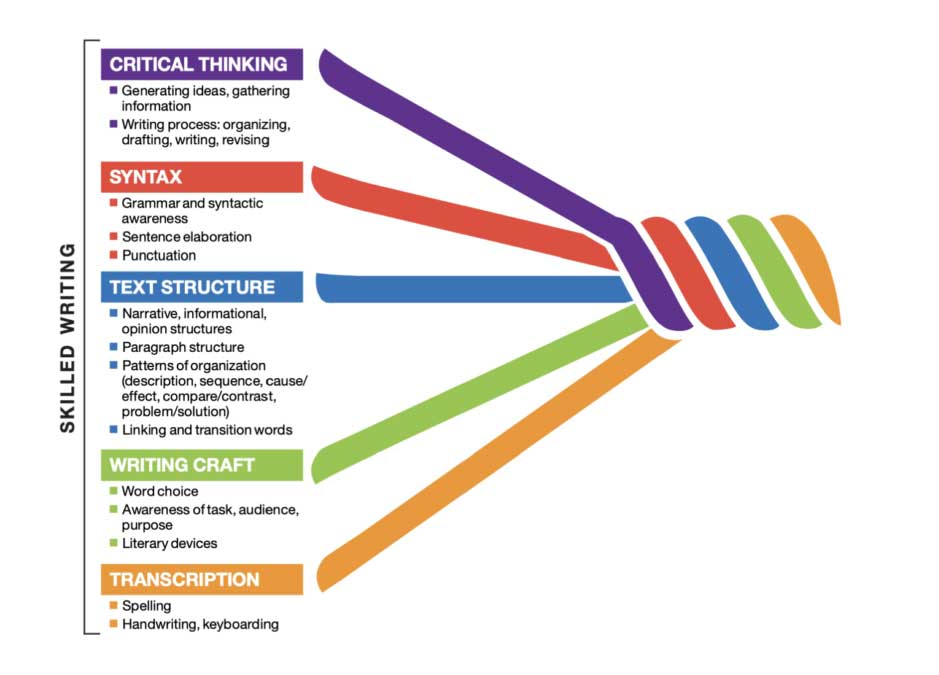 SKILLED WRITING
CRITICAL THINKING
Generating ideas, gathering
information
Writing process: organizing,
drafting, writing, revising
SYNTAX
Grammar and syntactic
awareness
Sentence elaboration
Punctuation
TEXT STRUCTURE
Narrative, informational,
opinion structures
Paragraph structure
Patterns of organization
(description, sequence, cause/
effect, compare/contrast,
problem/solution)
Linking and transition words
WRITING CRAFT
Word choice
Awareness of task, audience,
purpose
Literary devices
TRANSCRIPTION
Spelling
Handwriting, keyboarding